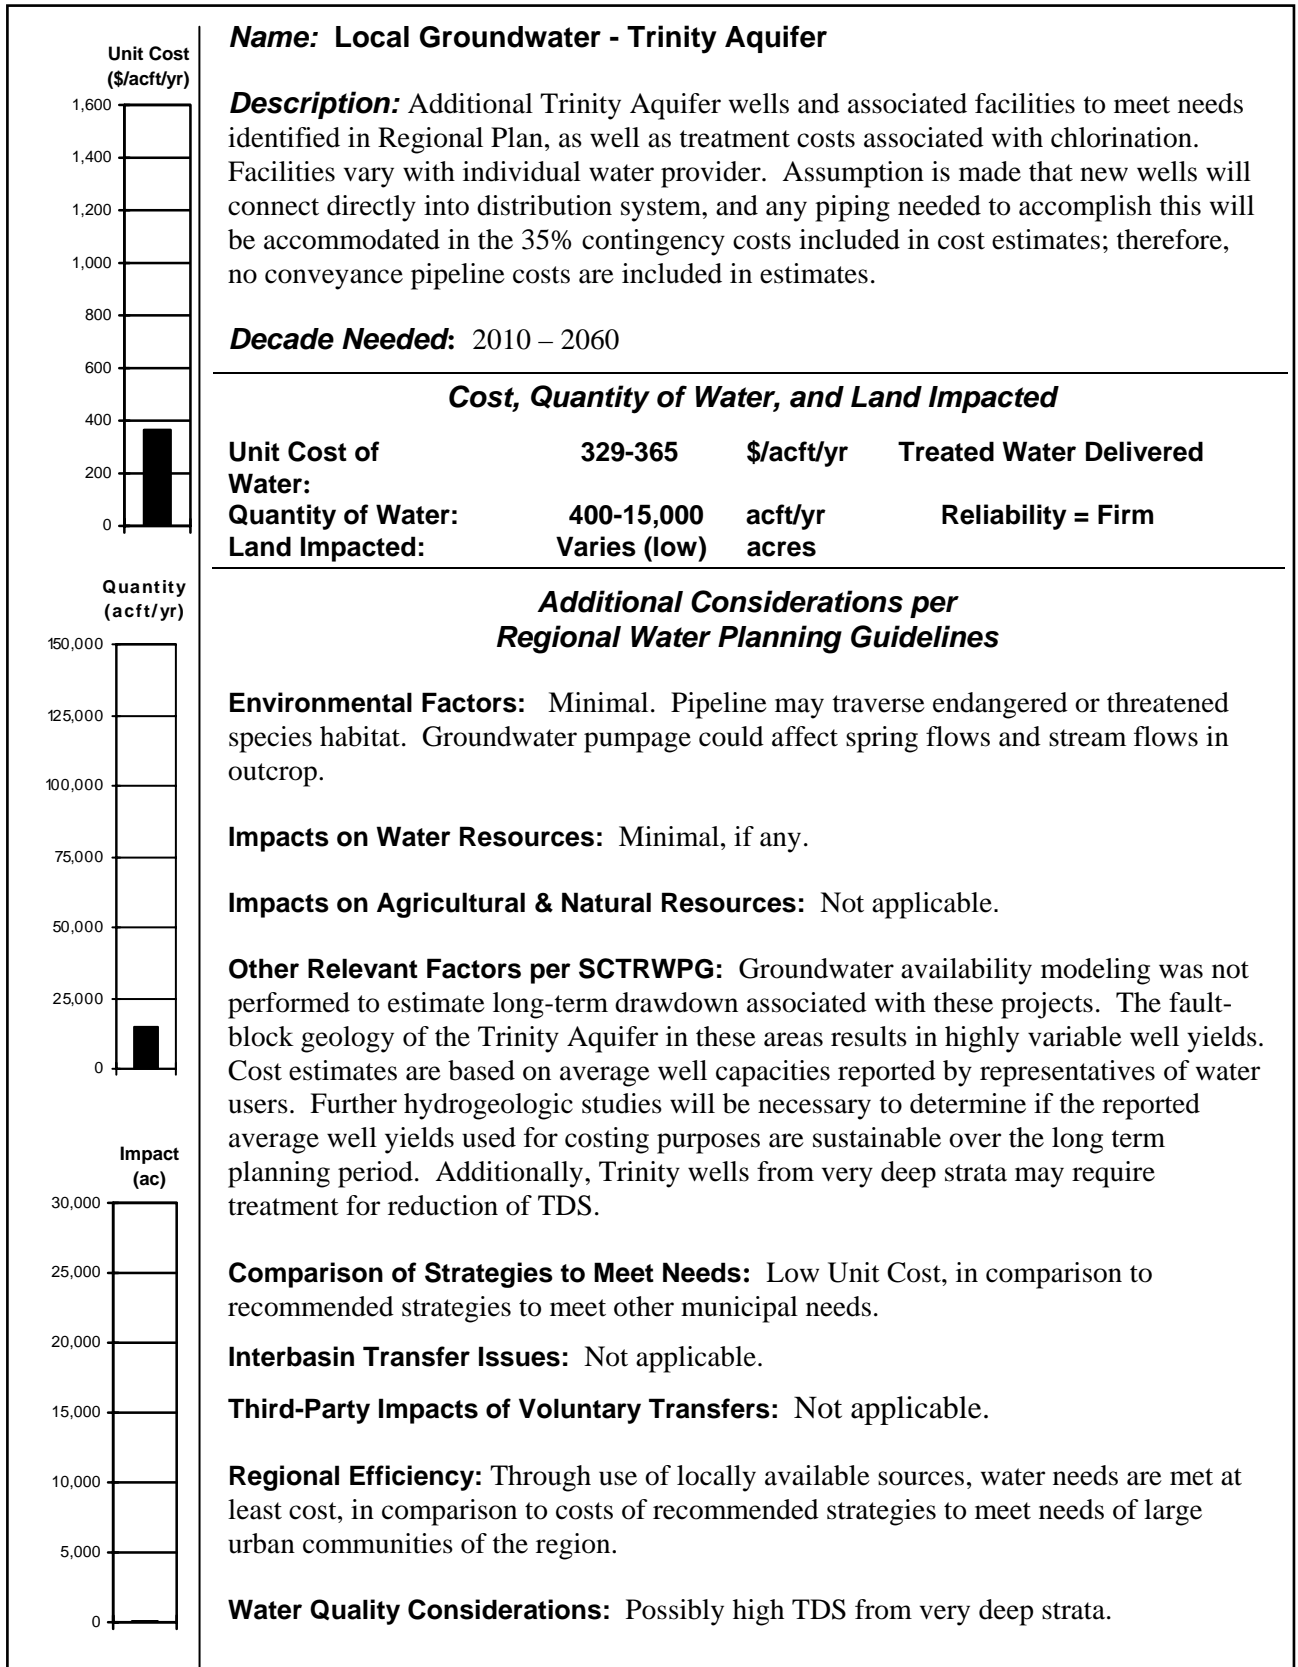 Unit Cost
($/acft/yr)
1,600
1,400
1,200
1,000
800
600
400
200
0
Quantity
(acft/yr)
150,000
125,000
100,000
75,000
50,000
25,000
0
Impact
(ac)
30,000
25,000
20,000
15,000
10,000
5,000
0
Name: Local Groundwater - Trinity Aquifer
Description: Additional Trinity Aquifer wells and associated facilities to meet needs
identified in Regional Plan, as well as treatment costs associated with chlorination.
Facilities vary with individual water provider. Assumption is made that new wells will
connect directly into distribution system, and any piping needed to accomplish this will
be accommodated in the 35% contingency costs included in cost estimates; therefore,
no conveyance pipeline costs are included in estimates.
Decade Needed: 2010 – 2060
Cost, Quantity of Water, and Land Impacted
Unit Cost of 329-365 $/acft/yr Treated Water Delivered
Water:
Quantity of Water: 400-15,000 acft/yr Reliability = Firm
Land Impacted: Varies (low) acres
Additional Considerations per
Regional Water Planning Guidelines
Environmental Factors: Minimal. Pipeline may traverse endangered or threatened
species habitat. Groundwater pumpage could affect spring flows and stream flows in
outcrop.
Impacts on Water Resources: Minimal, if any.
Impacts on Agricultural & Natural Resources: Not applicable.
Other Relevant Factors per SCTRWPG: Groundwater availability modeling was not
performed to estimate long-term drawdown associated with these projects. The fault-
block geology of the Trinity Aquifer in these areas results in highly variable well yields.
Cost estimates are based on average well capacities reported by representatives of water
users. Further hydrogeologic studies will be necessary to determine if the reported
average well yields used for costing purposes are sustainable over the long term
planning period. Additionally, Trinity wells from very deep strata may require
treatment for reduction of TDS.
Comparison of Strategies to Meet Needs: Low Unit Cost, in comparison to
recommended strategies to meet other municipal needs.
Interbasin Transfer Issues: Not applicable.
Third-Party Impacts of Voluntary Transfers: Not applicable.
Regional Efficiency: Through use of locally available sources, water needs are met at
least cost, in comparison to costs of recommended strategies to meet needs of large
urban communities of the region.
Water Quality Considerations: Possibly high TDS from very deep strata.